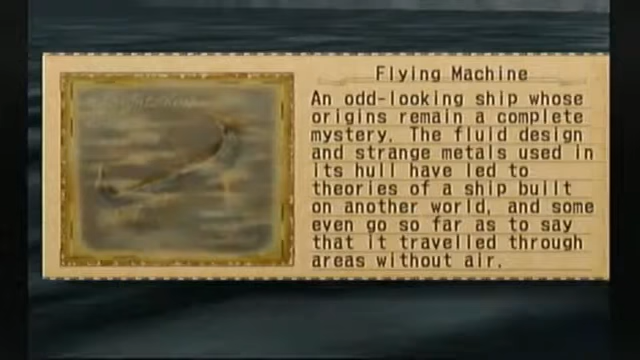 Flying Machine
An odd-looking ship whose
origins remain a complete
mystery. The fluid design
and strange metals used in
its hull have led to
theories of a ship built
on another world, and some
even go so far as to say
that it travelled through
areas without air.